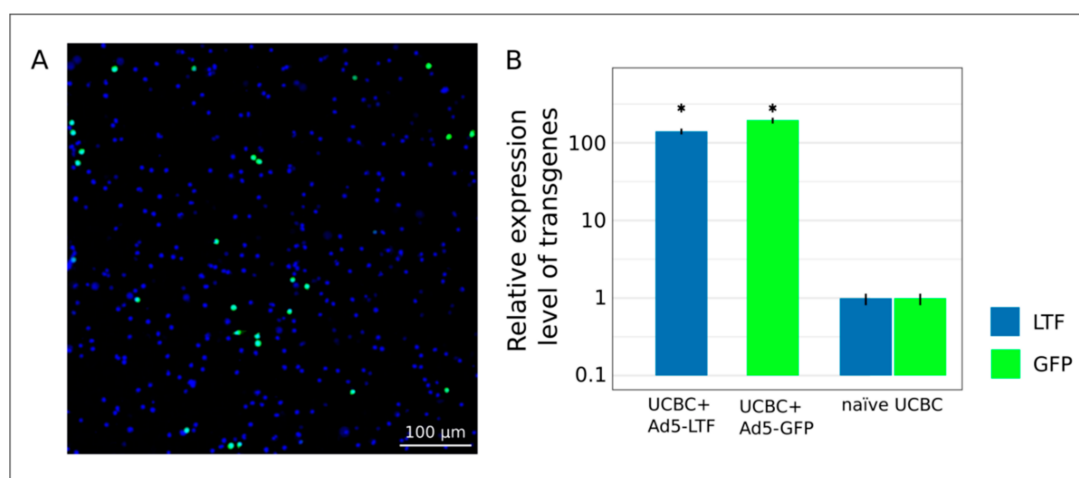 A
100 µm
B
Relative expression
level of transgenes
100
10
1
0.1
* *
UCBC+
Ad5-LTF
UCBC+
Ad5-GFP
naïve UCBC
LTF
GFP